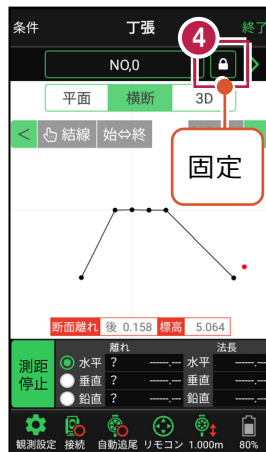 条件 丁張 終了
4
NO,0
平面 横断 3D
< 結線 始⇔終
固定
断面離れ 後 0.158 標高 5.064
離れ 法長
測距停止
水平 ? -----.--- 水平 -----.---
垂直 ? -----.--- 垂直 -----.---
鉛直 ? -----.--- 鉛直 -----.---
観測設定 接続 自動追尾 リモコン 1.000m 80%